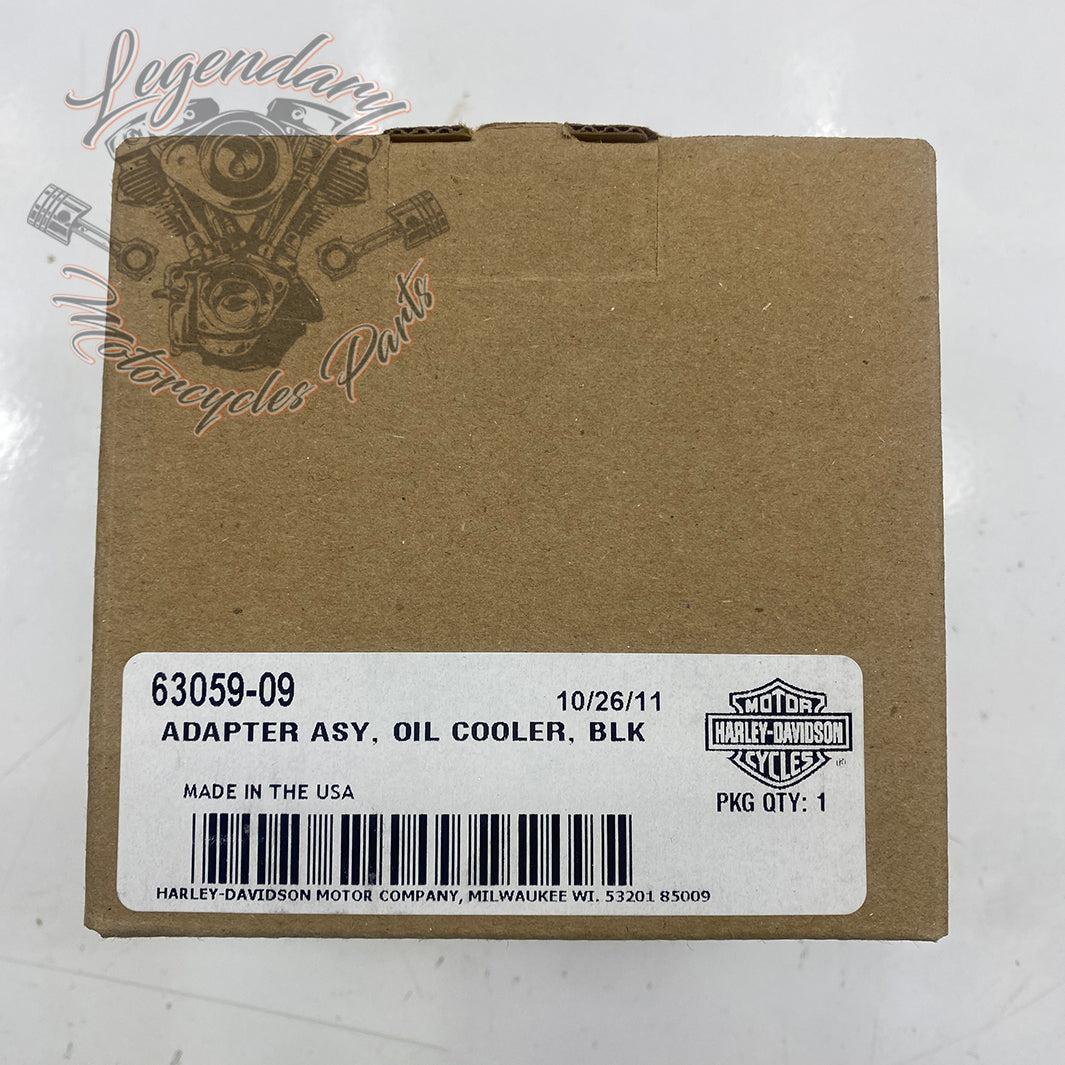 Legendary
Motorcycles Parts
63059-09
10/26/11
ADAPTER ASY, OIL COOLER, BLK
MOTOR
HARLEY-DAVIDSON
CYCLES
MADE IN THE USA
PKG QTY: 1
HARLEY-DAVIDSON MOTOR COMPANY, MILWAUKEE WI. 53201 85009